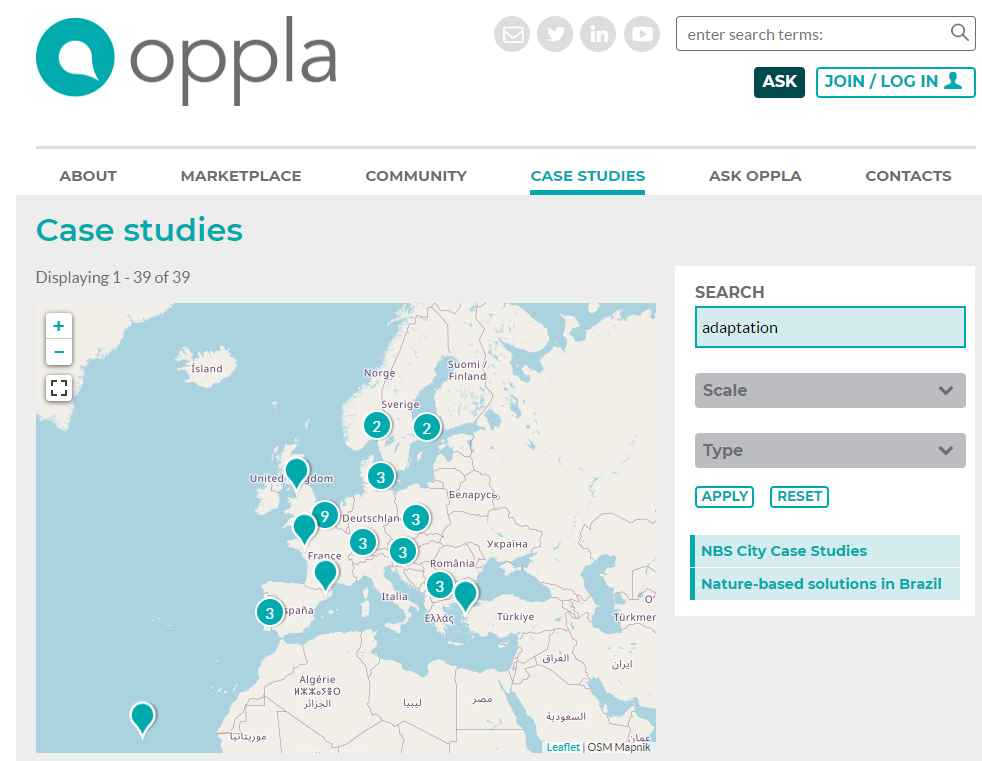 oppla
enter search terms:
ASK
JOIN / LOG IN
ABOUT
MARKETPLACE
COMMUNITY
CASE STUDIES
ASK OPPLA
CONTACTS
Case studies
Displaying 1 - 39 of 39
+
−
Ísland
Norge
Suomi /
Finland
Sverige
2
2
3
United Kingdom
9
Deutschlan
3
Беларусь
3
3
Україна
France
România
3
Italia
3
España
Ελλάς
Türkiye
Türkmer
Algérie
ⵍⵣⵣⴰⵢⴻⵔ
الجزائر
ليبيا
مصر
العراق
ایران
السعودية
عمان
موريتانيا
Leaflet | OSM Mapnik
SEARCH
adaptation
Scale
Type
APPLY
RESET
NBS City Case Studies
Nature-based solutions in Brazil